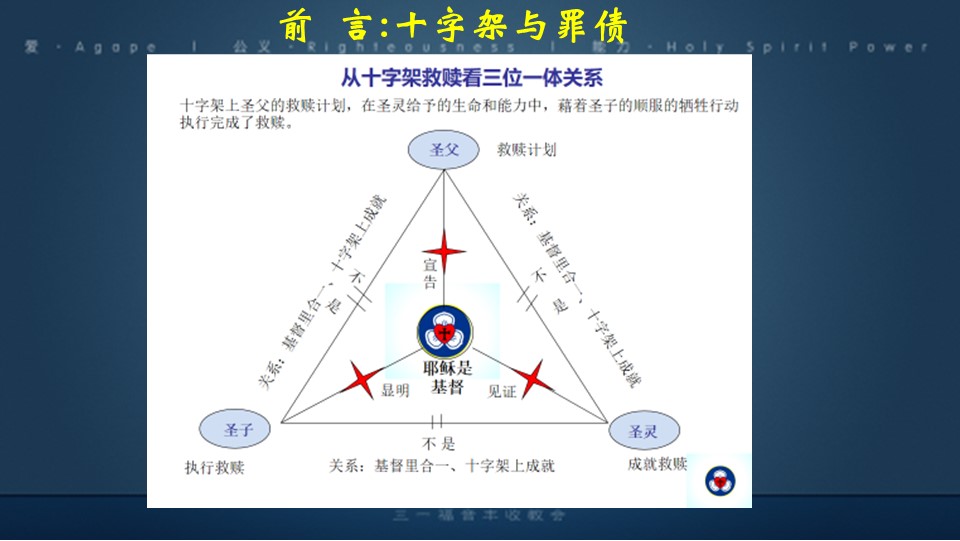 前 言:十字架与罪债
爱 · Agape | 公义 · Righteousness | 能力 · Holy Spirit Power
从十字架救赎看三位一体关系
十字架上圣父的救赎计划，在圣灵给予的生命和能力中，藉着圣子的顺服的牺牲行动
执行完成了救赎。
圣父
救赎计划
关系：基督里合一、十字架上成就
不是
关系：基督里合一、十字架上成就
不是
宣告
耶稣是
基督
显明
见证
圣子
执行救赎
不 是
关系：基督里合一、十字架上成就
圣灵
成就救赎
三一福音丰收教会